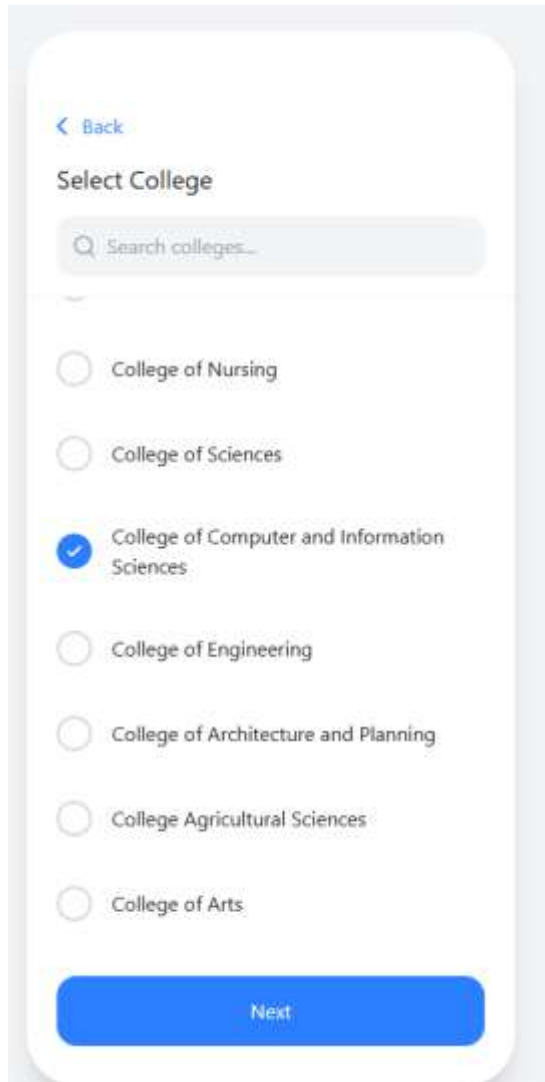 Back
Select College
Search colleges...
College of Nursing
College of Sciences
College of Computer and Information
Sciences
College of Engineering
College of Architecture and Planning
College Agricultural Sciences
College of Arts
Next